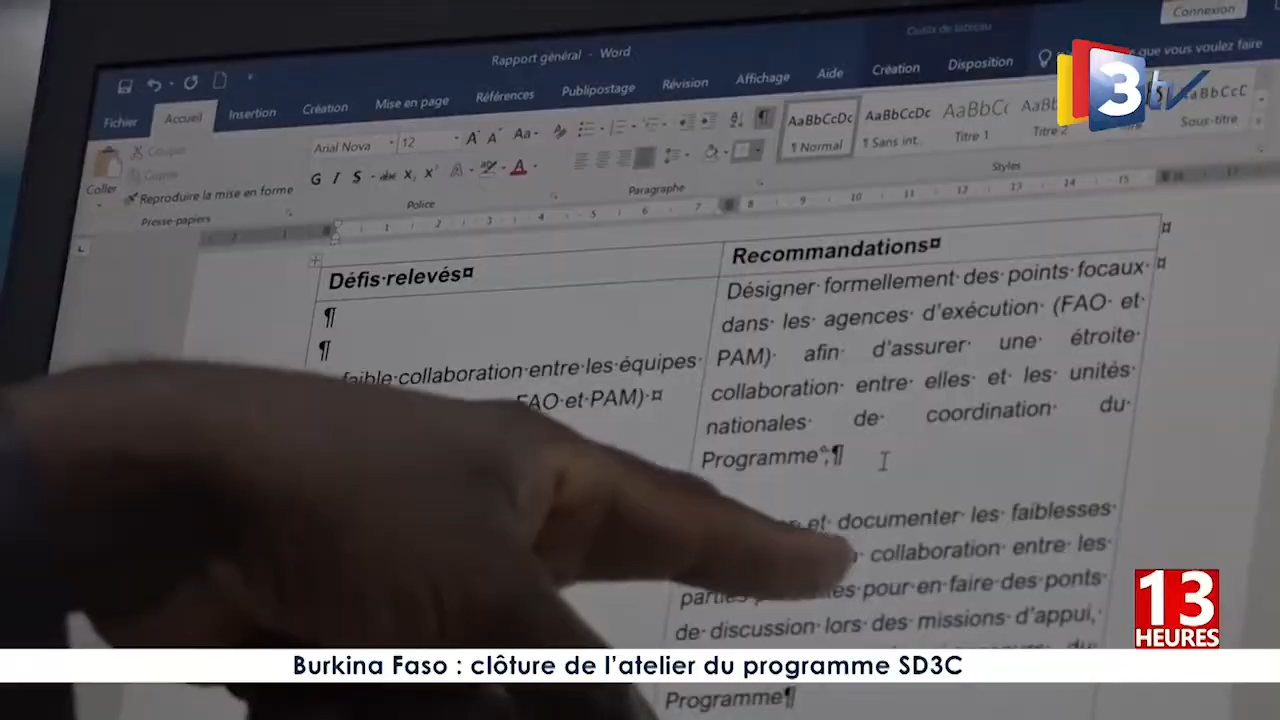 Rapport général - Word
Outils de tableau
Connexion
Fichier
Accueil
Insertion
Création
Mise en page
Références
Publipostage
Révision
Affichage
Aide
Création
Disposition
que vous voulez faire
3tv
Coller
Couper
Copier
Reproduire la mise en forme
Presse-papiers
Arial Nova
12
Police
Paragraphe
AaBbCcDc
¶ Normal
AaBbCcDc
¶ Sans int...
AaBbCc
Titre 1
Titre 2
Sous-titre
Styles
Défis relevés¤
Recommandations¤
¶
¶
faible collaboration entre les équipes
FAO et PAM) ¤
Désigner formellement des points focaux
dans les agences d'exécution (FAO et
PAM) afin d'assurer une étroite
collaboration entre elles et les unités
nationales de coordination du
Programme ;¶
et documenter les faiblesses
collaboration entre les
pour en faire des ponts
de discussion lors des missions d'appui,
du
Programme¶
13
HEURES
Burkina Faso : clôture de l'atelier du programme SD3C